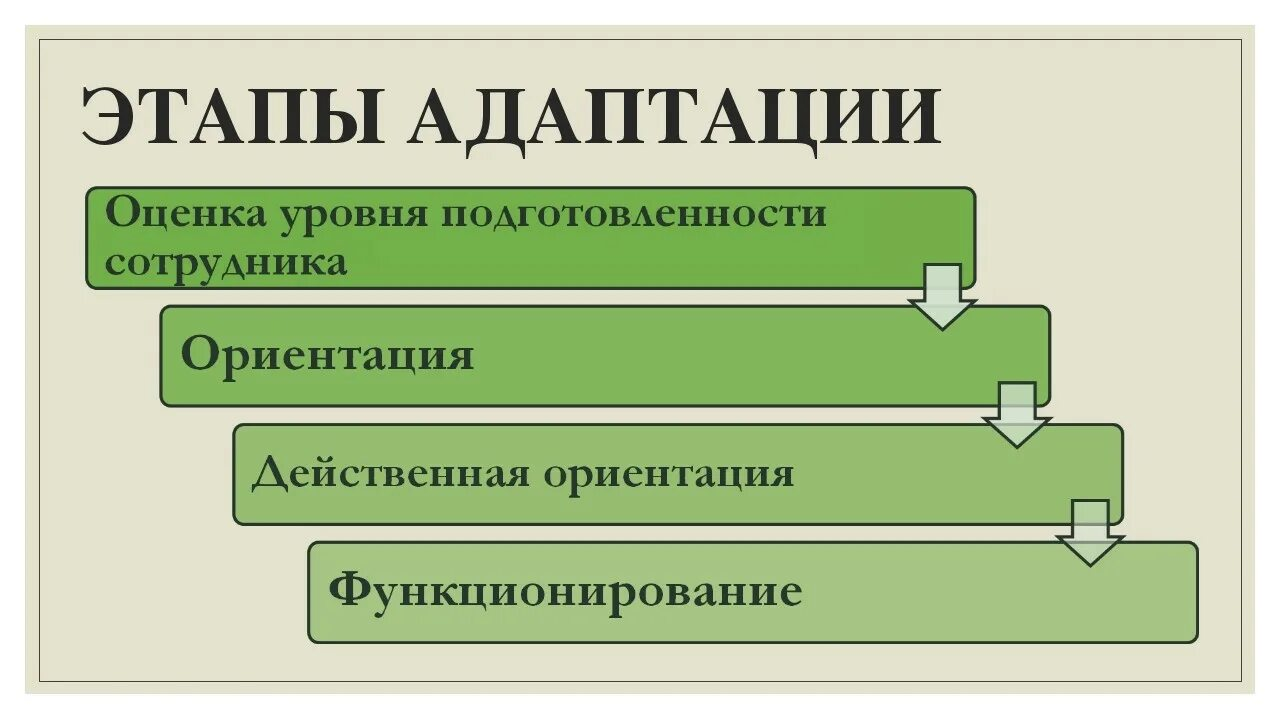 ЭТАПЫ АДАПТАЦИИ
Оценка уровня подготовленности
сотрудника
Ориентация
Действенная ориентация
Функционирование